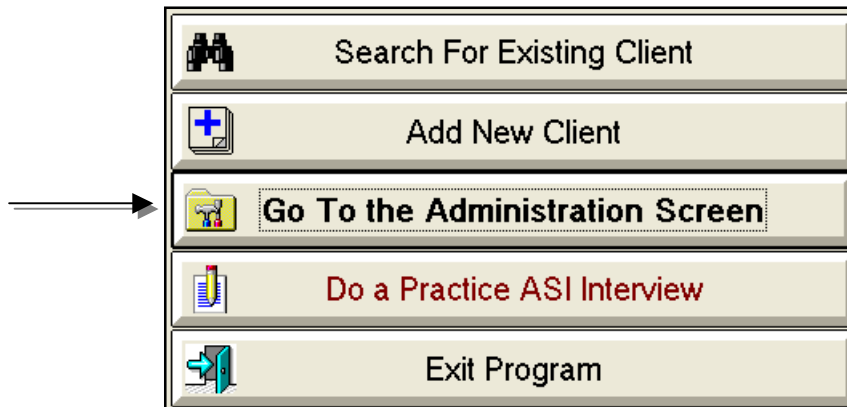 Search For Existing Client
Add New Client
Go To the Administration Screen
Do a Practice ASI Interview
Exit Program